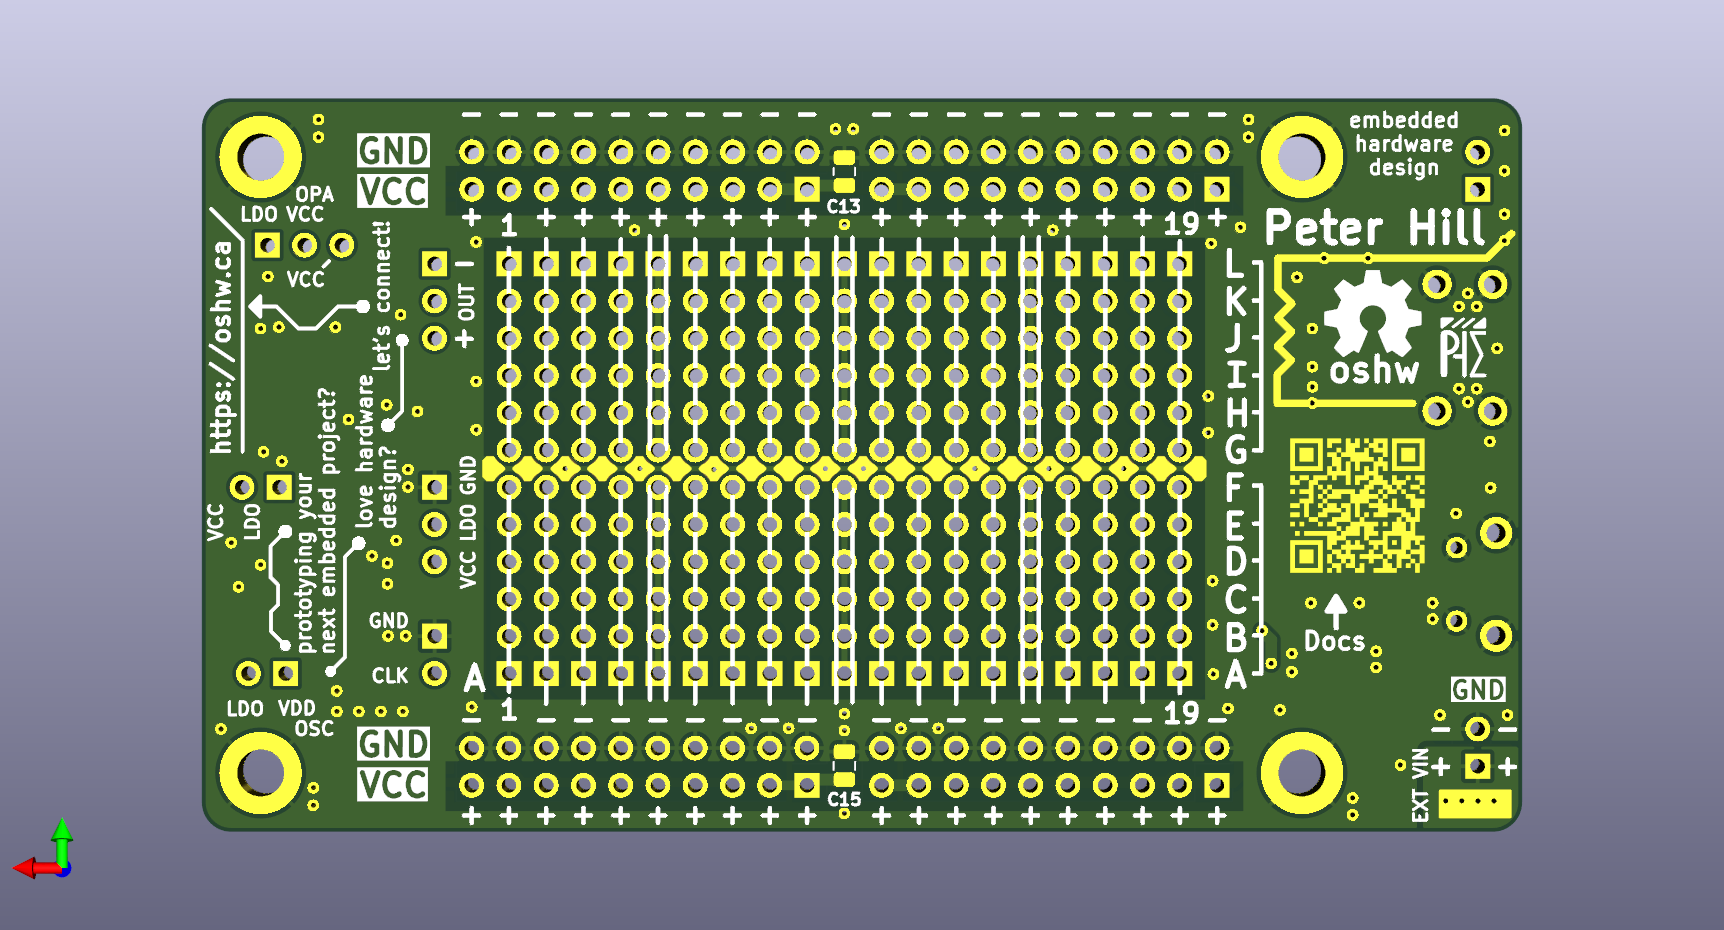 embedded
hardware
design
GND
VCC
OPA
LDO VCC
VCC
C13
+ 1 + + + + + + + + + + + + + + + 19 +
Peter Hill
https://oshw.ca
let's connect!
- OUT +
L
K
J
I
H
G
F
E
D
C
B
A
oshw
PHΣ
love hardware
design?
prototyping your
next embedded project?
VCC
LDO
VCC LDO GND
GND
CLK
Docs
A
1
19
LDO VDD
OSC
GND
VCC
C15
GND
- -
+ +
EXT VIN